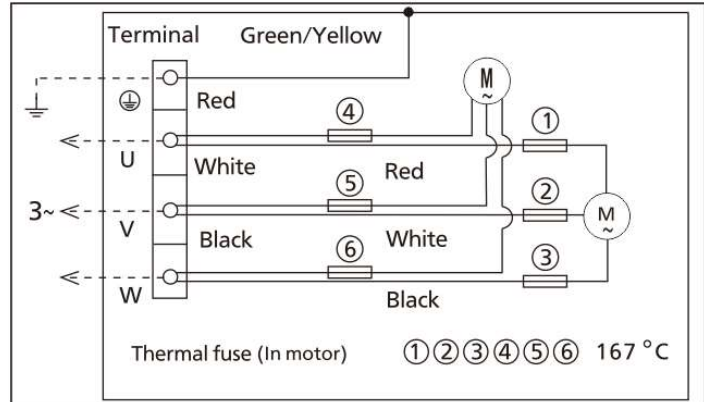 Terminal Green/Yellow
M
~
Red
④ ①
U
White Red
⑤ ②
3~ V
M
~
Black White
⑥ ③
W
Black
Thermal fuse (In motor) ①②③④⑤⑥ 167 °C